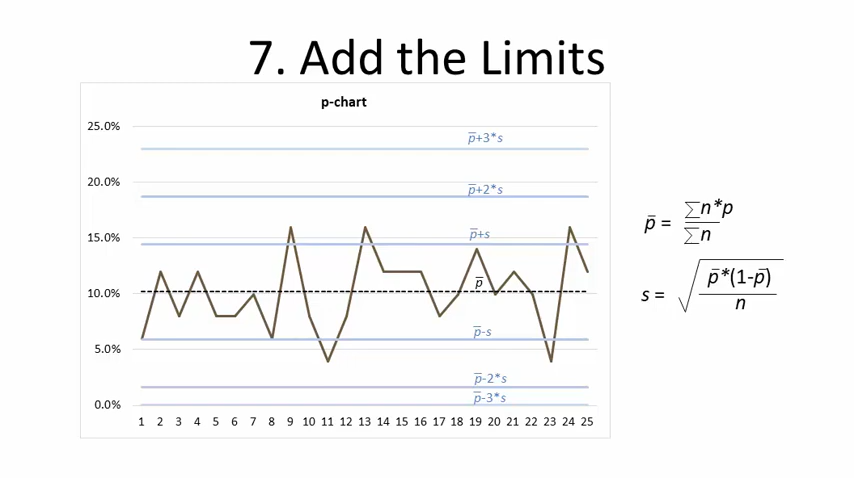 7. Add the Limits
p-chart
25.0%
p̅+3*s
p̅+2*s
20.0%
p̅+s
15.0%
p̅
10.0%
p̅-s
5.0%
p̅-2*s
p̅-3*s
0.0%
1 2 3 4 5 6 7 8 9 10 11 12 13 14 15 16 17 18 19 20 21 22 23 24 25
p̅ = ∑n*p / ∑n
s = √(p̅*(1-p̅) / n)